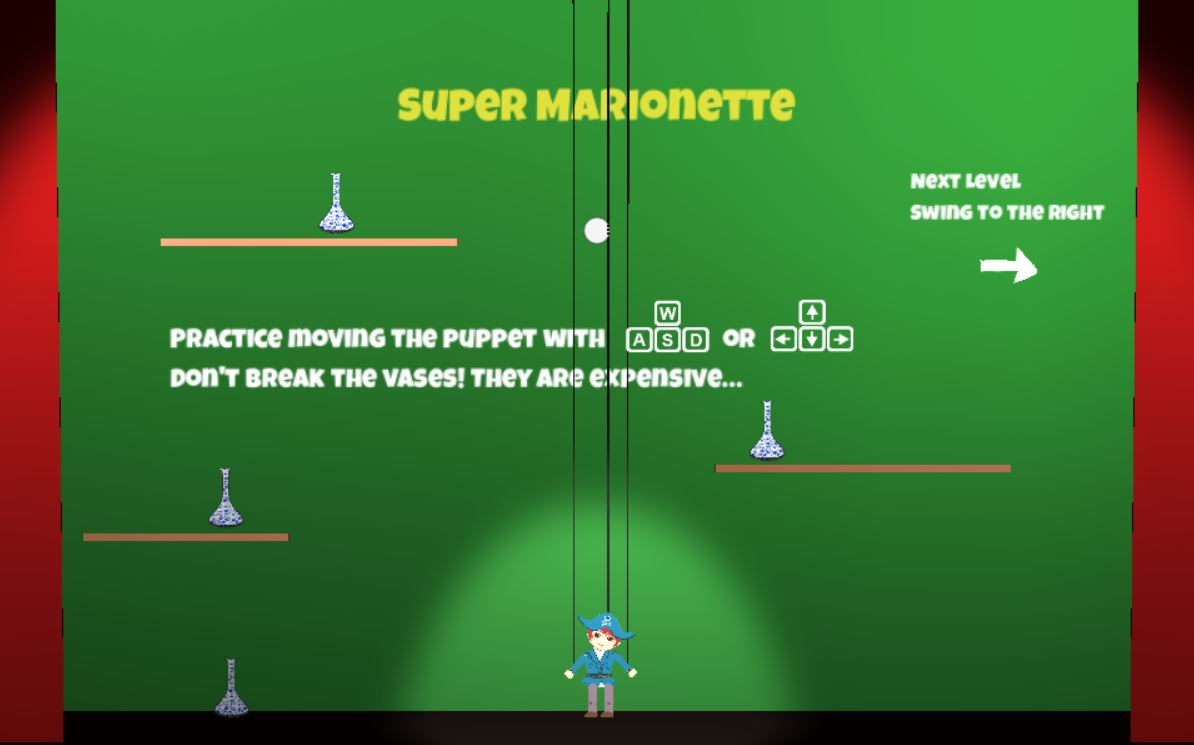 SUPER MARIONETTE
NEXT LEVEL
SWING TO THE RIGHT
W
PRACTICE MOVING THE PUPPET WITH A S D OR
DON'T BREAK THE VASES! THEY ARE EXPENSIVE...